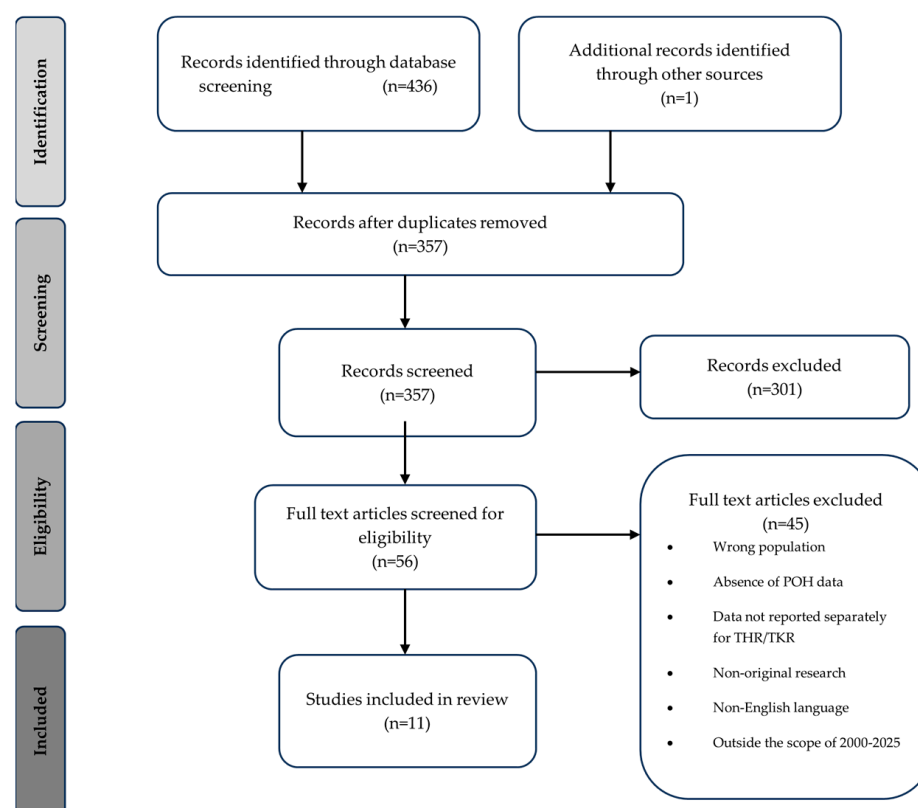 Identification
Records identified through database
screening (n=436)
Additional records identified
through other sources
(n=1)
Records after duplicates removed
(n=357)
Screening
Records screened
(n=357)
Records excluded
(n=301)
Eligibility
Full text articles screened for
eligibility
(n=56)
Full text articles excluded
(n=45)
• Wrong population
• Absence of POH data
• Data not reported separately
for THR/TKR
• Non-original research
• Non-English language
• Outside the scope of 2000-2025
Included
Studies included in review
(n=11)